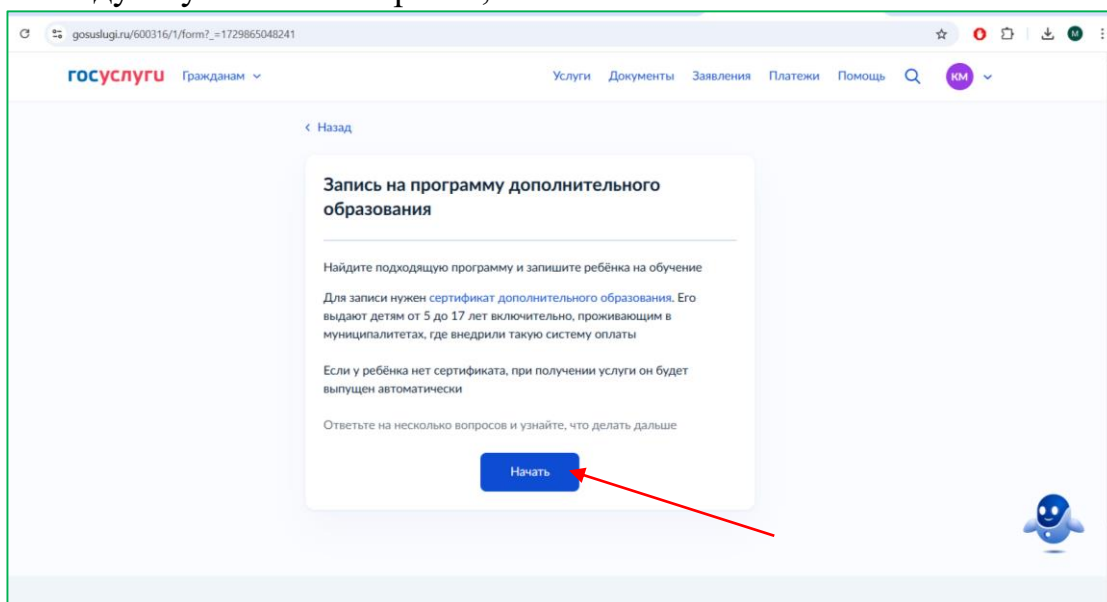 gosuslugi.ru/600316/1/form?_=1729865048241
М
госуслуги Гражданам Услуги Документы Заявления Платежи Помощь КМ
Назад
Запись на программу дополнительного
образования
Найдите подходящую программу и запишите ребёнка на обучение
Для записи нужен сертификат дополнительного образования. Его
выдают детям от 5 до 17 лет включительно, проживающим в
муниципалитетах, где внедрили такую систему оплаты
Если у ребёнка нет сертификата, при получении услуги он будет
выпущен автоматически
Ответьте на несколько вопросов и узнайте, что делать дальше
Начать